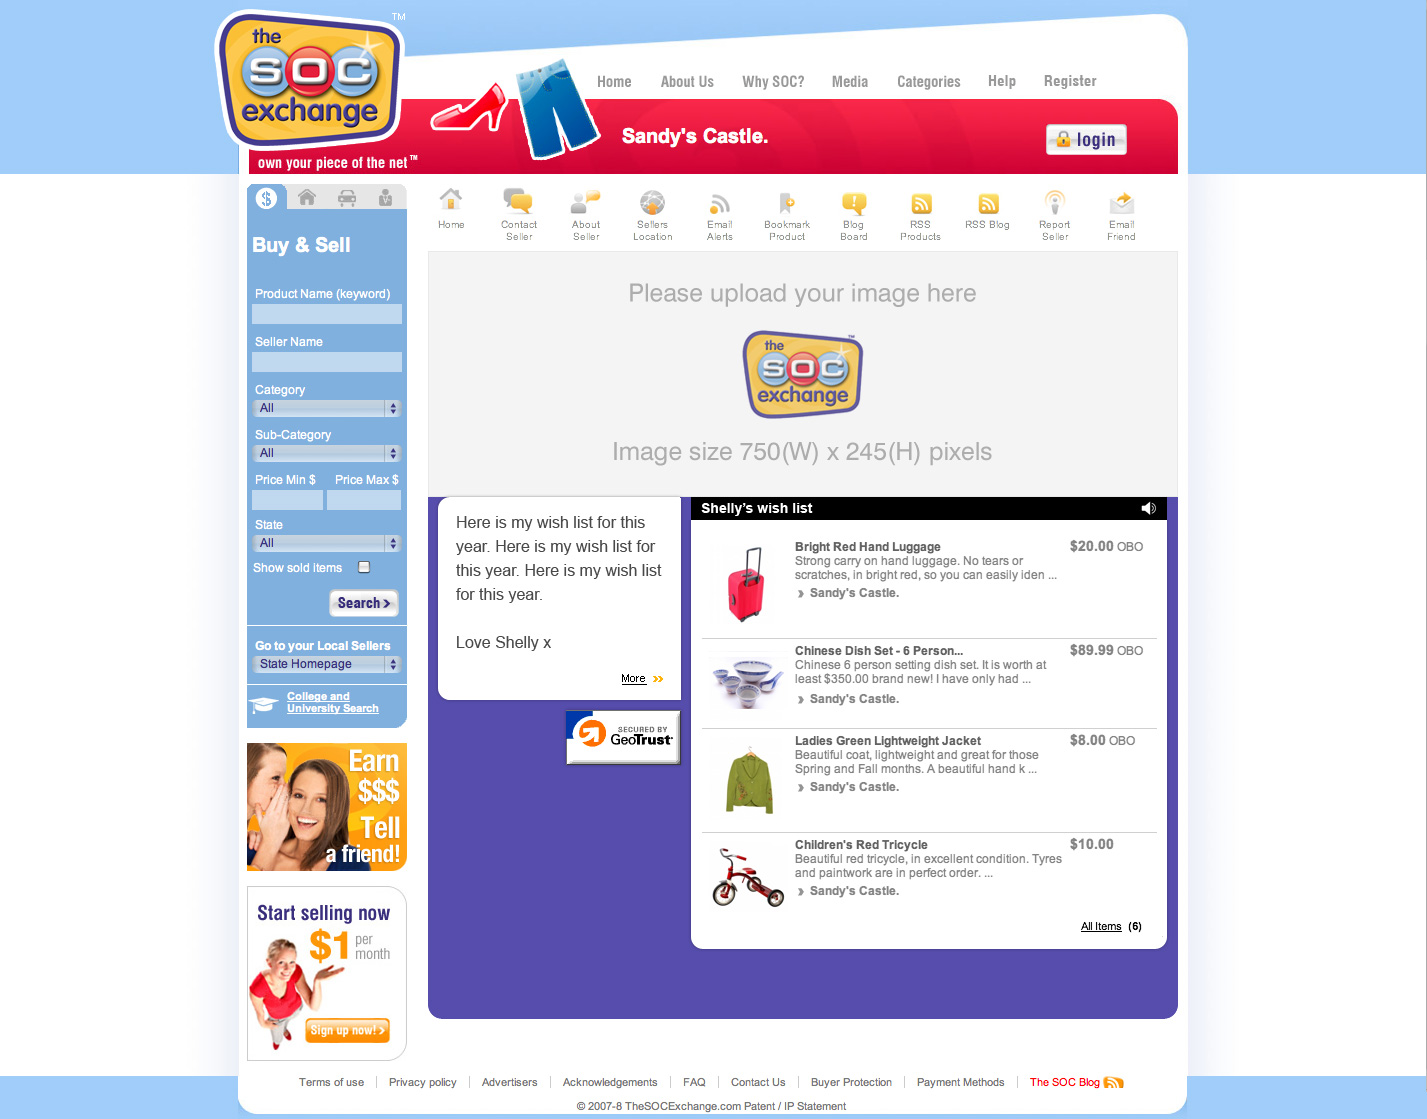 the
SOC
exchange
TM
own your piece of the net™
Home
About Us
Why SOC?
Media
Categories
Help
Register
Sandy's Castle.
login
Home
Contact
Seller
About
Seller
Sellers
Location
Email
Alerts
Bookmark
Product
Blog
Board
RSS
Products
RSS Blog
Report
Seller
Email
Friend
$
Buy & Sell
Product Name (keyword)
Seller Name
Category
All
Sub-Category
All
Price Min $
Price Max $
State
All
Show sold items
Search
Go to your Local Sellers
State Homepage
College and
University Search
Earn
$$$
Tell
a friend!
Start selling now
$1 per
month
Sign up now!
Please upload your image here
the
SOC
exchange
Image size 750(W) x 245(H) pixels
Here is my wish list for this
year. Here is my wish list for
this year. Here is my wish list
for this year.
Love Shelly x
More
SECURED BY
GeoTrust
Shelly's wish list
Bright Red Hand Luggage
$20.00 OBO
Strong carry on hand luggage. No tears or
scratches, in bright red, so you can easily iden ...
Sandy's Castle.
Chinese Dish Set - 6 Person...
$89.99 OBO
Chinese 6 person setting dish set. It is worth at
least $350.00 brand new! I have only had ...
Sandy's Castle.
Ladies Green Lightweight Jacket
$8.00 OBO
Beautiful coat, lightweight and great for those
Spring and Fall months. A beautiful hand k ...
Sandy's Castle.
Children's Red Tricycle
$10.00
Beautiful red tricycle, in excellent condition. Tyres
and paintwork are in perfect order. ...
Sandy's Castle.
All Items (6)
Terms of use
Privacy policy
Advertisers
Acknowledgements
FAQ
Contact Us
Buyer Protection
Payment Methods
The SOC Blog
© 2007-8 TheSOCExchange.com Patent / IP Statement